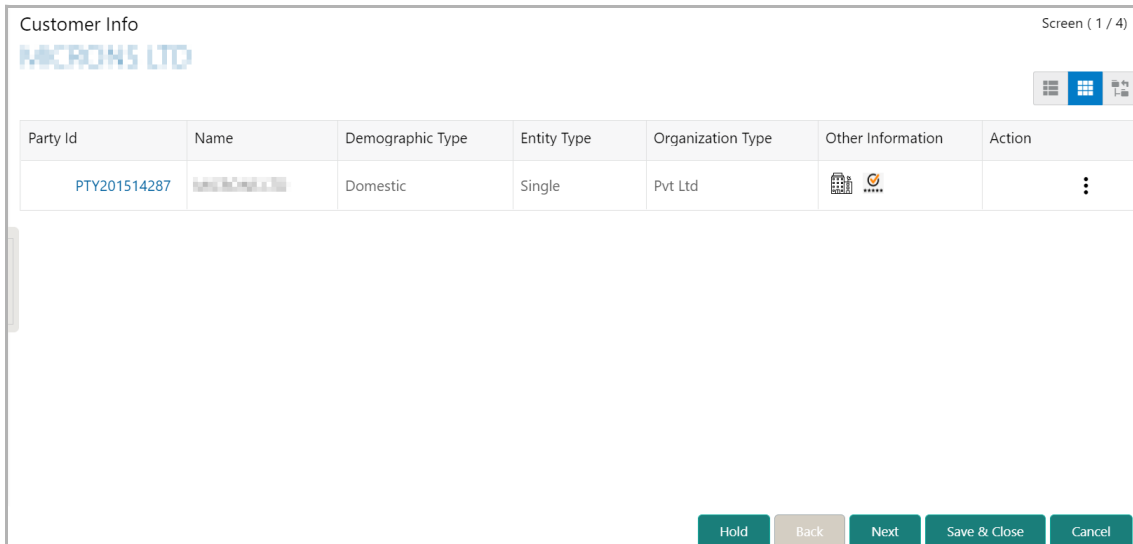 Customer Info
Screen ( 1 / 4)
Party Id Name Demographic Type Entity Type Organization Type Other Information Action
PTY201514287 Domestic Single Pvt Ltd
Hold Back Next Save & Close Cancel